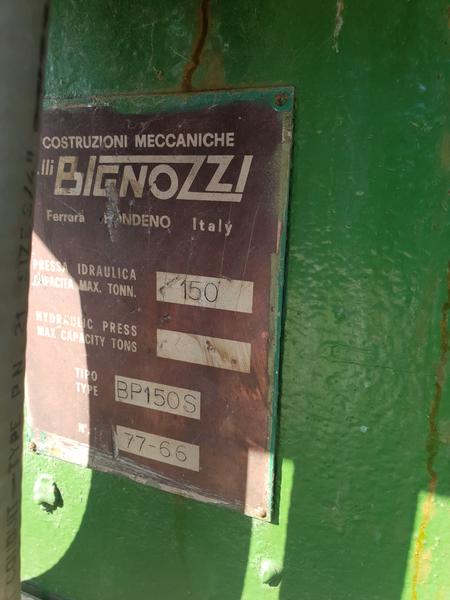 COSTRUZIONI MECCANICHE
.lli BIGNOZZI
Ferrara BONDENO Italy
PRESSA IDRAULICA
CAPACITA MAX. TONN.
150
HYDRAULIC PRESS
MAX. CAPACITY TONS
TIPO
TYPE
BP150S
N.
77-66